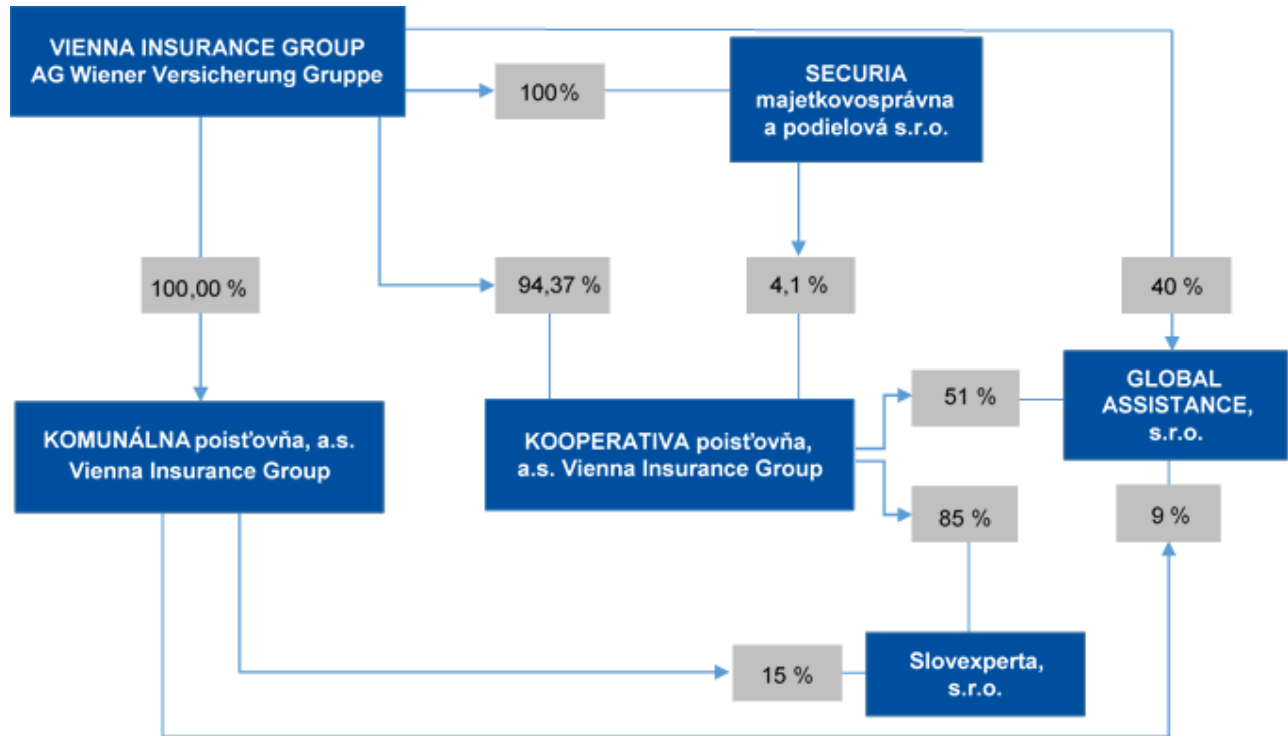 VIENNA INSURANCE GROUP
AG Wiener Versicherung Gruppe
100%
SECURIA
majetkovosprávna
a podielová s.r.o.
100,00 %
94,37 %
4,1 %
40 %
KOMUNÁLNA poisťovňa, a.s.
Vienna Insurance Group
KOOPERATIVA poisťovňa,
a.s. Vienna Insurance Group
51 %
GLOBAL
ASSISTANCE,
s.r.o.
85 %
9 %
15 %
Slovexperta,
s.r.o.